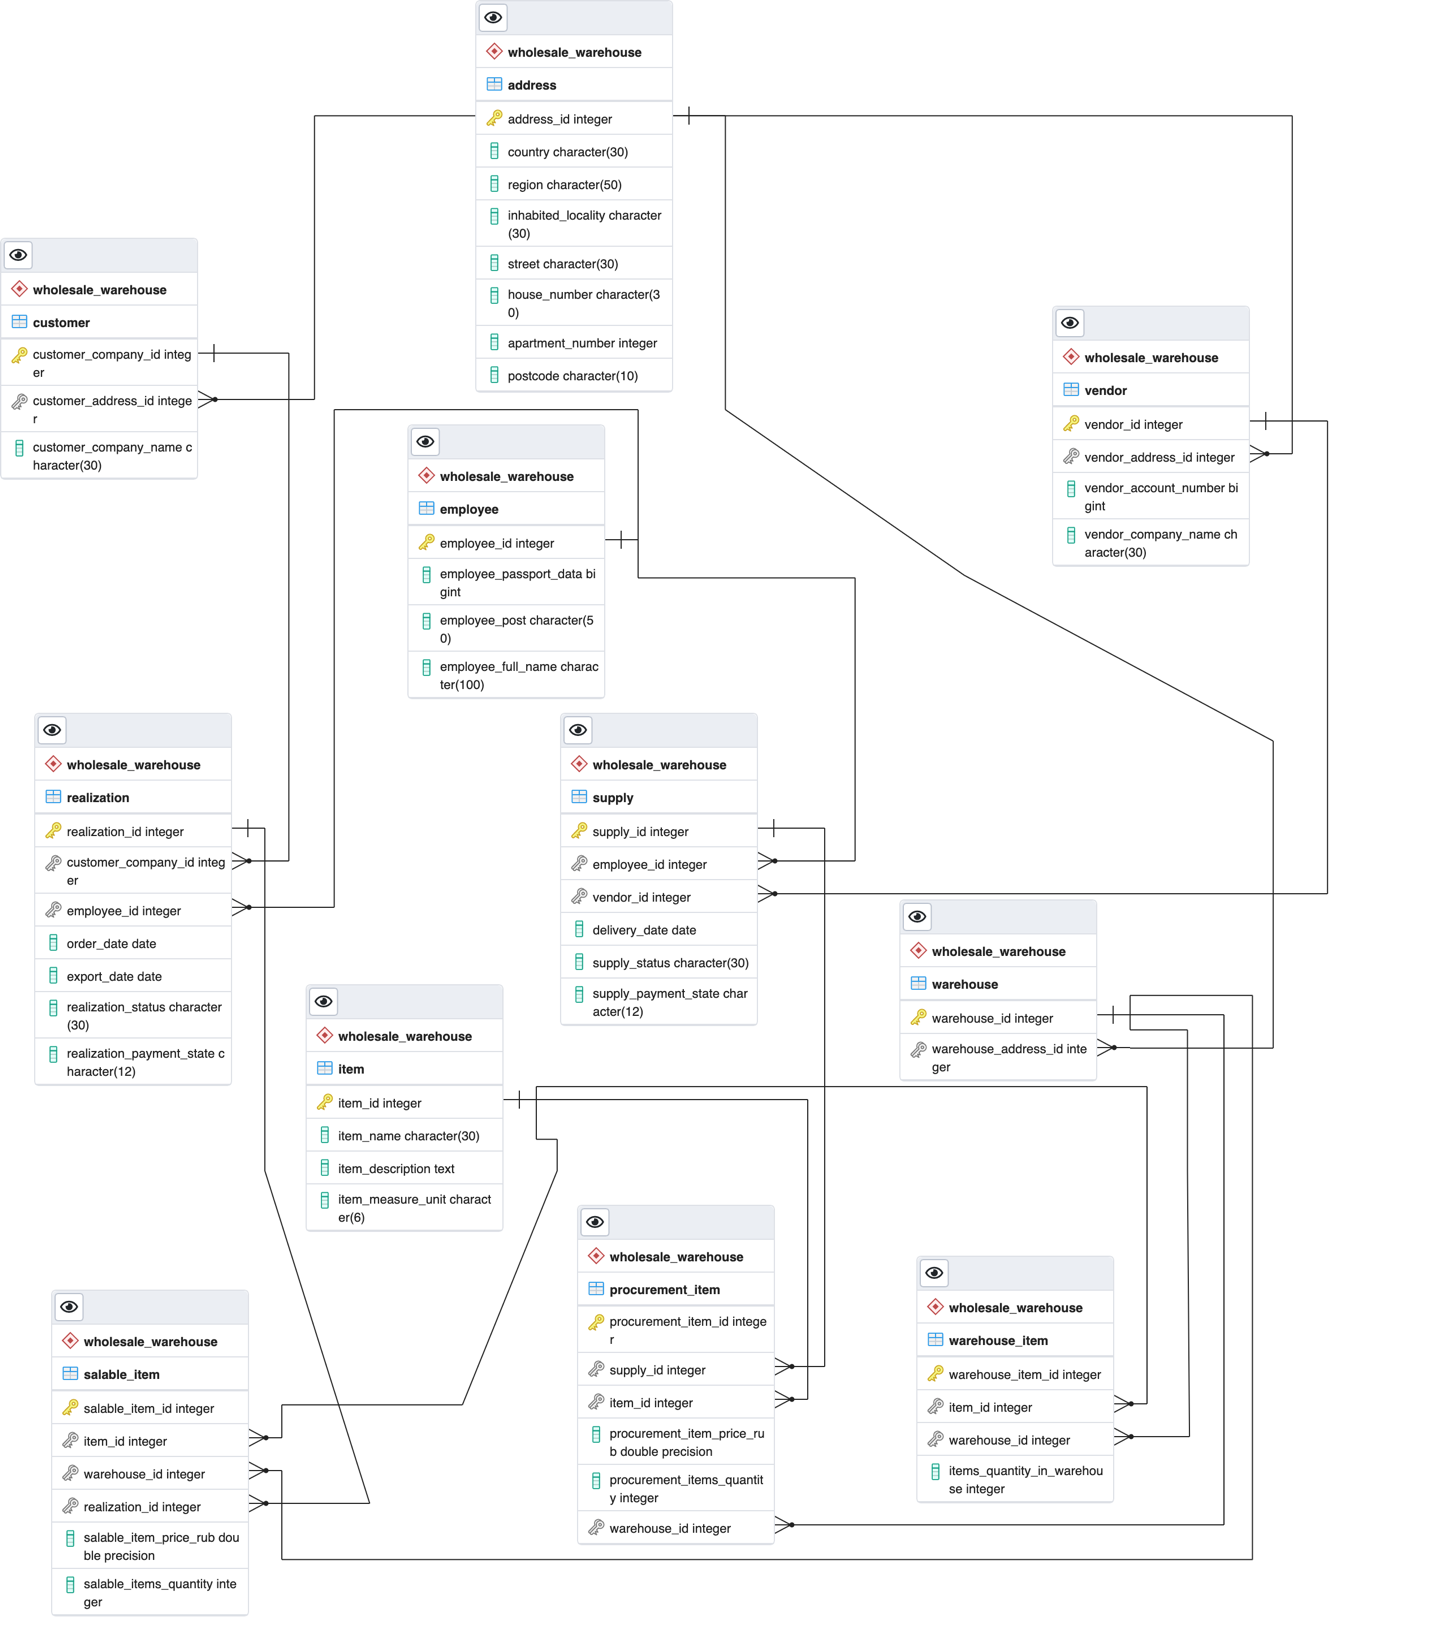 wholesale_warehouse
address
address_id integer
country character(30)
region character(50)
inhabited_locality character
(30)
street character(30)
house_number character(3
0)
apartment_number integer
postcode character(10)
wholesale_warehouse
customer
customer_company_id integ
er
customer_address_id intege
r
customer_company_name c
haracter(30)
wholesale_warehouse
vendor
vendor_id integer
vendor_address_id integer
vendor_account_number bi
gint
vendor_company_name ch
aracter(30)
wholesale_warehouse
employee
employee_id integer
employee_passport_data bi
gint
employee_post character(5
0)
employee_full_name charac
ter(100)
wholesale_warehouse
realization
realization_id integer
customer_company_id integ
er
employee_id integer
order_date date
export_date date
realization_status character
(30)
realization_payment_state c
haracter(12)
wholesale_warehouse
supply
supply_id integer
employee_id integer
vendor_id integer
delivery_date date
supply_status character(30)
supply_payment_state char
acter(12)
wholesale_warehouse
warehouse
warehouse_id integer
warehouse_address_id inte
ger
wholesale_warehouse
item
item_id integer
item_name character(30)
item_description text
item_measure_unit charact
er(6)
wholesale_warehouse
procurement_item
procurement_item_id intege
r
supply_id integer
item_id integer
procurement_item_price_ru
b double precision
procurement_items_quantit
y integer
warehouse_id integer
wholesale_warehouse
warehouse_item
warehouse_item_id integer
item_id integer
warehouse_id integer
items_quantity_in_warehou
se integer
wholesale_warehouse
salable_item
salable_item_id integer
item_id integer
warehouse_id integer
realization_id integer
salable_item_price_rub dou
ble precision
salable_items_quantity inte
ger